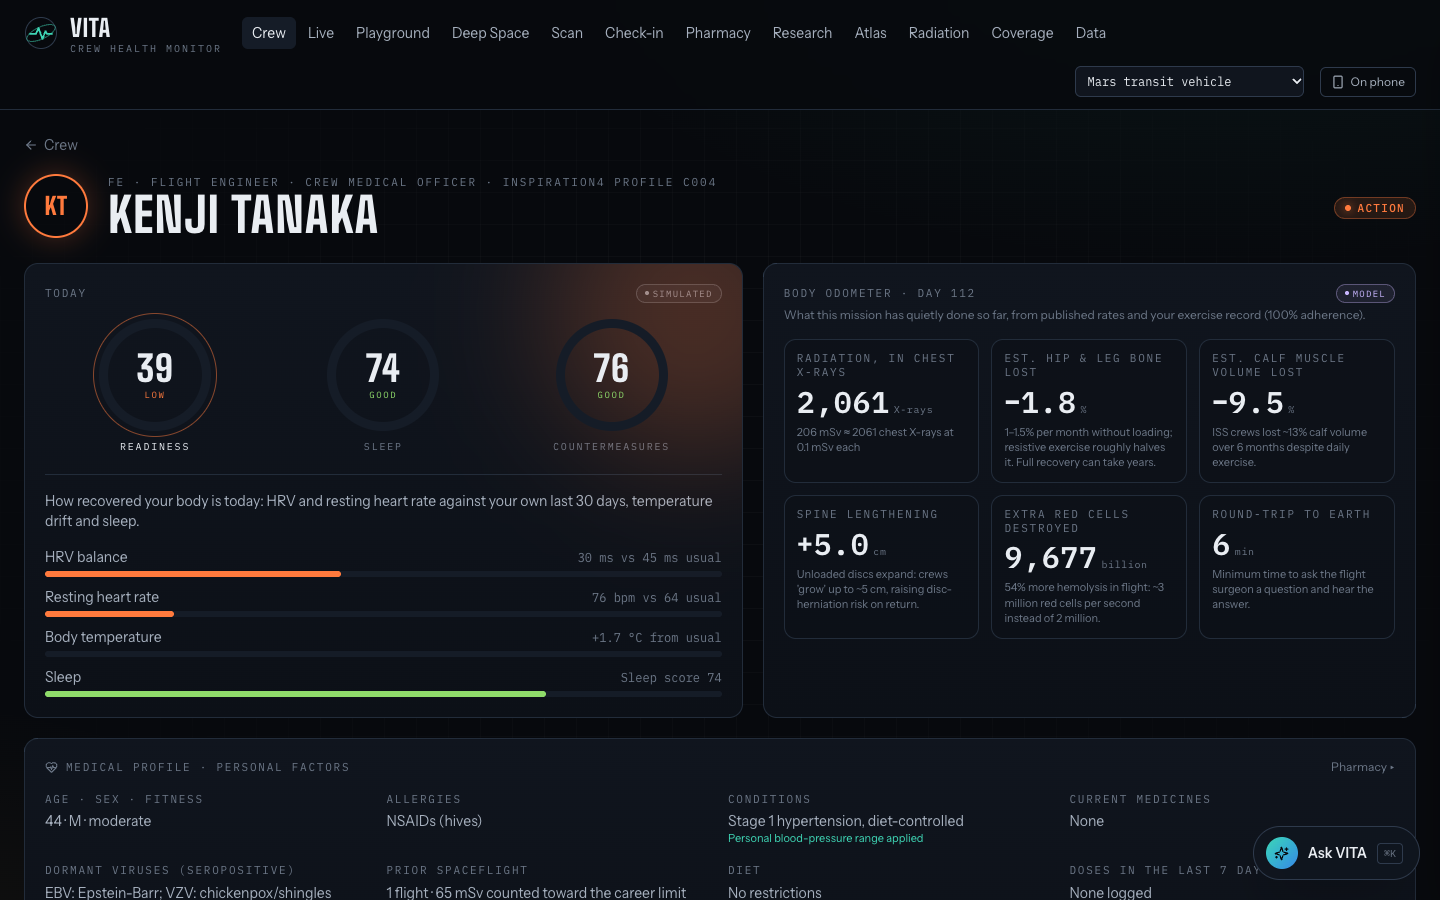 VITA
CREW HEALTH MONITOR
Crew
Live
Playground
Deep Space
Scan
Check-in
Pharmacy
Research
Atlas
Radiation
Coverage
Data
Mars transit vehicle
On phone
← Crew
KT
FE · FLIGHT ENGINEER · CREW MEDICAL OFFICER · INSPIRATION4 PROFILE C004
KENJI TANAKA
ACTION
TODAY
SIMULATED
39
LOW
READINESS
74
GOOD
SLEEP
76
GOOD
COUNTERMEASURES
How recovered your body is today: HRV and resting heart rate against your own last 30 days, temperature
drift and sleep.
HRV balance
30 ms vs 45 ms usual
Resting heart rate
76 bpm vs 64 usual
Body temperature
+1.7 °C from usual
Sleep
Sleep score 74
BODY ODOMETER · DAY 112
MODEL
What this mission has quietly done so far, from published rates and your exercise record (100% adherence).
RADIATION, IN CHEST
X-RAYS
2,061 X-rays
206 mSv ≈ 2061 chest X-rays at
0.1 mSv each
EST. HIP & LEG BONE
LOST
−1.8 %
1–1.5% per month without loading;
resistive exercise roughly halves
it. Full recovery can take years.
EST. CALF MUSCLE
VOLUME LOST
−9.5 %
ISS crews lost ~13% calf volume
over 6 months despite daily
exercise.
SPINE LENGTHENING
+5.0 cm
Unloaded discs expand: crews
'grow' up to ~5 cm, raising disc-
herniation risk on return.
EXTRA RED CELLS
DESTROYED
9,677 billion
54% more hemolysis in flight: ~3
million red cells per second
instead of 2 million.
ROUND-TRIP TO EARTH
6 min
Minimum time to ask the flight
surgeon a question and hear the
answer.
MEDICAL PROFILE · PERSONAL FACTORS
Pharmacy ▸
AGE · SEX · FITNESS
44 · M · moderate
ALLERGIES
NSAIDs (hives)
CONDITIONS
Stage 1 hypertension, diet-controlled
Personal blood-pressure range applied
CURRENT MEDICINES
None
DORMANT VIRUSES (SEROPOSITIVE)
EBV: Epstein-Barr; VZV: chickenpox/shingles
PRIOR SPACEFLIGHT
1 flight · 65 mSv counted toward the career limit
DIET
No restrictions
DOSES IN THE LAST 7 DAY
None logged
Ask VITA ⌘K